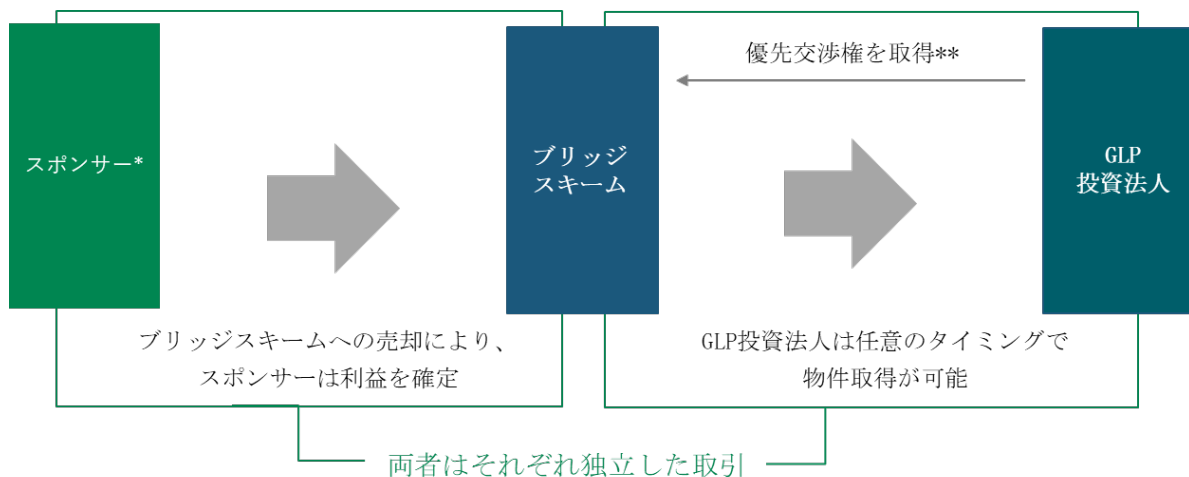 優先交渉権を取得**
スポンサー*
ブリッジ
スキーム
GLP
投資法人
ブリッジスキームへの売却により、
スポンサーは利益を確定
GLP投資法人は任意のタイミングで
物件取得が可能
両者はそれぞれ独立した取引